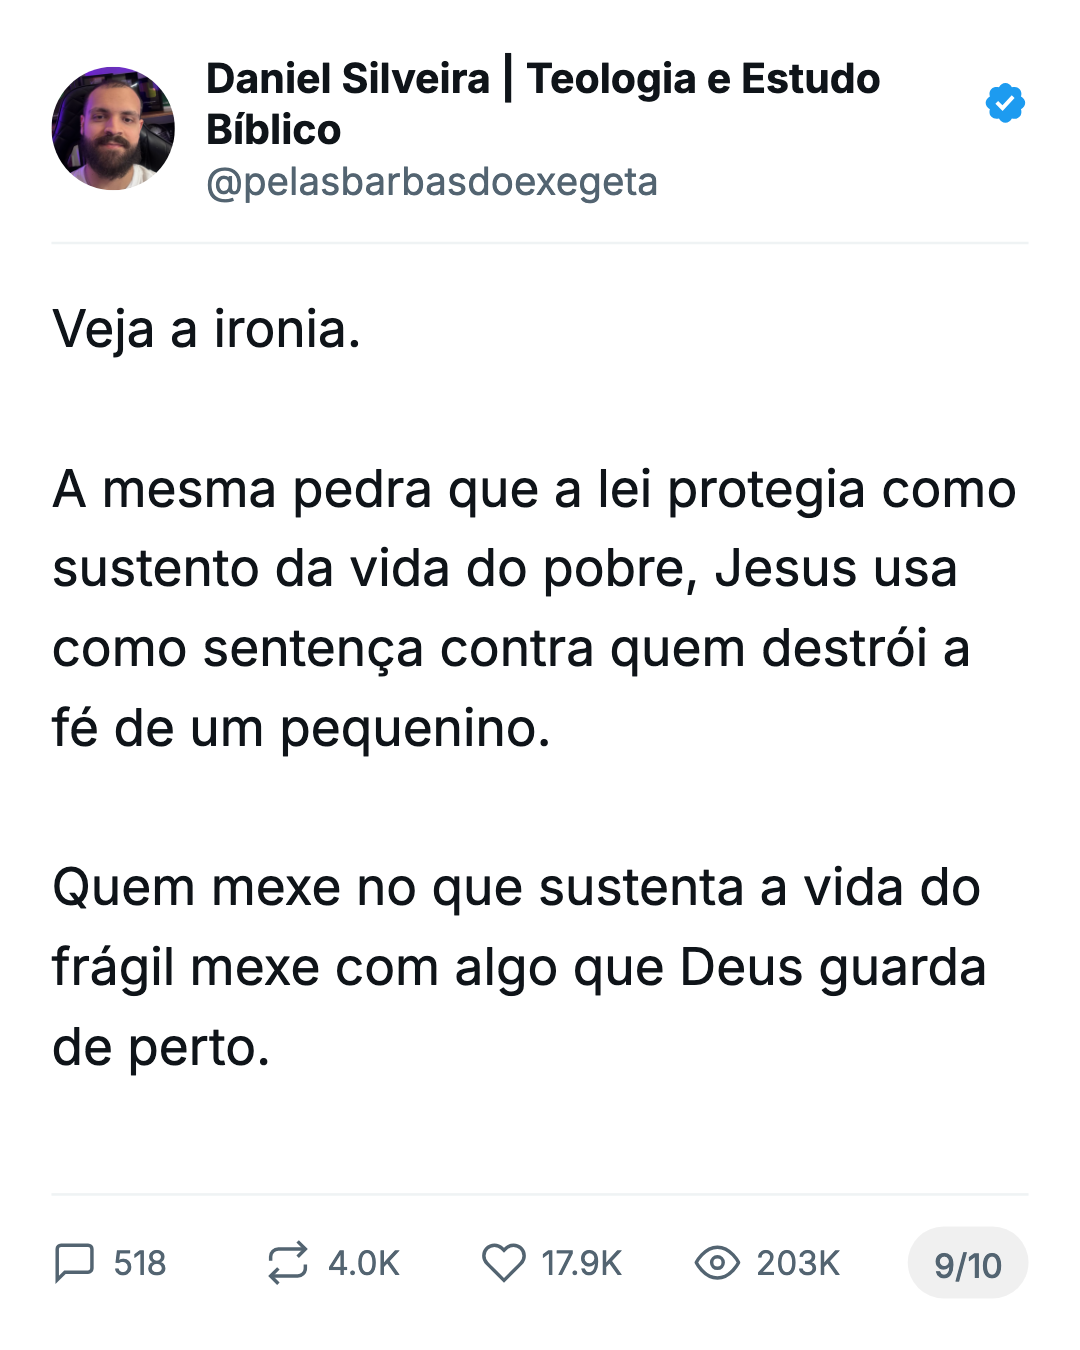 Daniel Silveira | Teologia e Estudo
Bíblico
@pelasbarbasdoexegeta
Veja a ironia.
A mesma pedra que a lei protegia como
sustento da vida do pobre, Jesus usa
como sentença contra quem destrói a
fé de um pequenino.
Quem mexe no que sustenta a vida do
frágil mexe com algo que Deus guarda
de perto.
518 4.0K 17.9K 203K 9/10